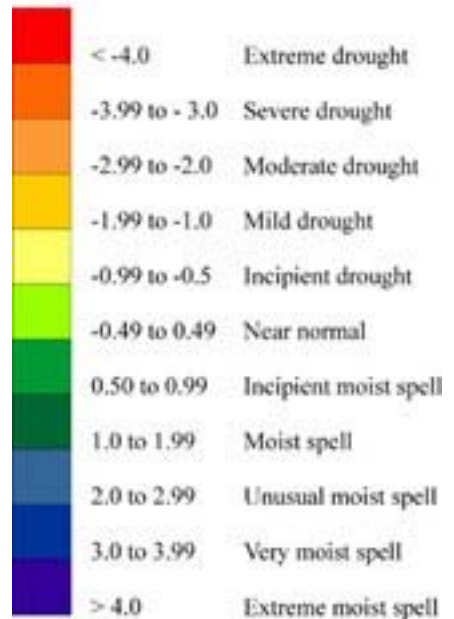 < -4.0 Extreme drought
-3.99 to - 3.0 Severe drought
-2.99 to -2.0 Moderate drought
-1.99 to -1.0 Mild drought
-0.99 to -0.5 Incipient drought
-0.49 to 0.49 Near normal
0.50 to 0.99 Incipient moist spell
1.0 to 1.99 Moist spell
2.0 to 2.99 Unusual moist spell
3.0 to 3.99 Very moist spell
> 4.0 Extreme moist spell